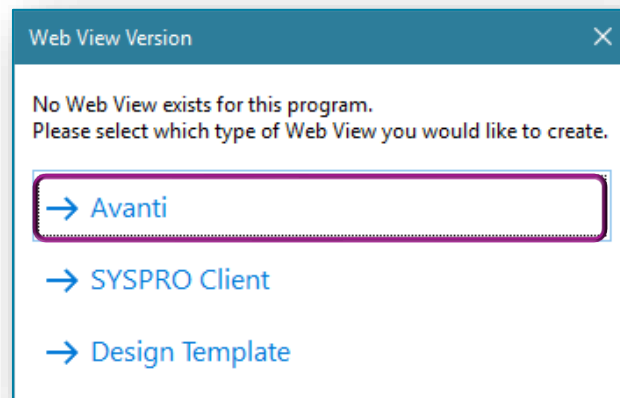 Web View Version
No Web View exists for this program.
Please select which type of Web View you would like to create.
Avanti
SYSPRO Client
Design Template